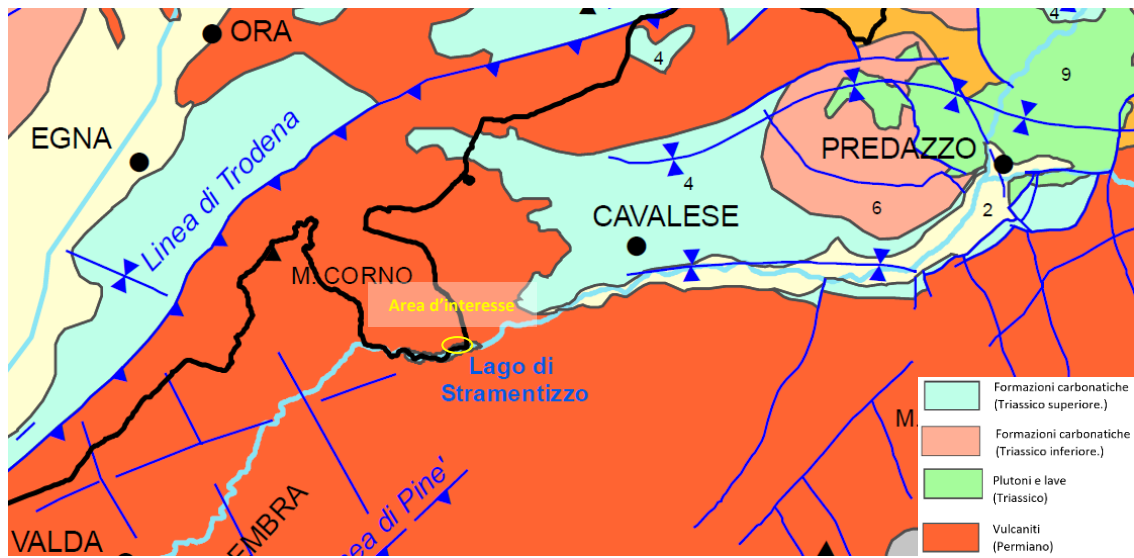 ORA
4
4
9
EGNA
Linea di Trodena
PREDAZZO
4
CAVALESE
6
2
M. CORNO
Area d'interesse
Lago di
Stramentizzo
M.
VALDA
EMBRA
nea di Pine'
Formazioni carbonatiche
(Triassico superiore.)
Formazioni carbonatiche
(Triassico inferiore.)
Plutoni e lave
(Triassico)
Vulcaniti
(Permiano)